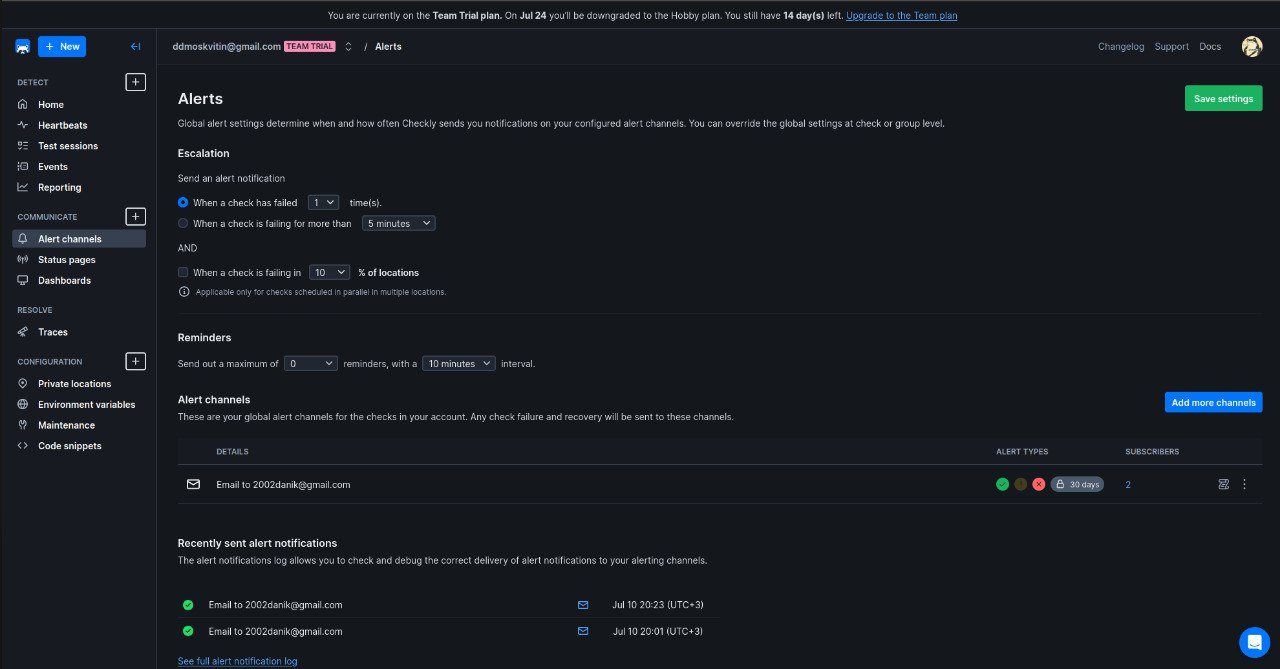 You are currently on the Team Trial plan. On Jul 24 you'll be downgraded to the Hobby plan. You still have 14 day(s) left. Upgrade to the Team plan
+ New
ddmoskvitin@gmail.com TEAM TRIAL / Alerts
Changelog Support Docs
DETECT
Home
Heartbeats
Test sessions
Events
Reporting
COMMUNICATE
Alert channels
Status pages
Dashboards
RESOLVE
Traces
CONFIGURATION
Private locations
Environment variables
Maintenance
Code snippets
Alerts
Save settings
Global alert settings determine when and how often Checkly sends you notifications on your configured alert channels. You can override the global settings at check or group level.
Escalation
Send an alert notification
When a check has failed 1 time(s).
When a check is failing for more than 5 minutes
AND
When a check is failing in 10 % of locations
Applicable only for checks scheduled in parallel in multiple locations.
Reminders
Send out a maximum of 0 reminders, with a 10 minutes interval.
Alert channels
Add more channels
These are your global alert channels for the checks in your account. Any check failure and recovery will be sent to these channels.
DETAILS ALERT TYPES SUBSCRIBERS
Email to 2002danik@gmail.com 30 days 2
Recently sent alert notifications
The alert notifications log allows you to check and debug the correct delivery of alert notifications to your alerting channels.
Email to 2002danik@gmail.com Jul 10 20:23 (UTC+3)
Email to 2002danik@gmail.com Jul 10 20:01 (UTC+3)
See full alert notification log